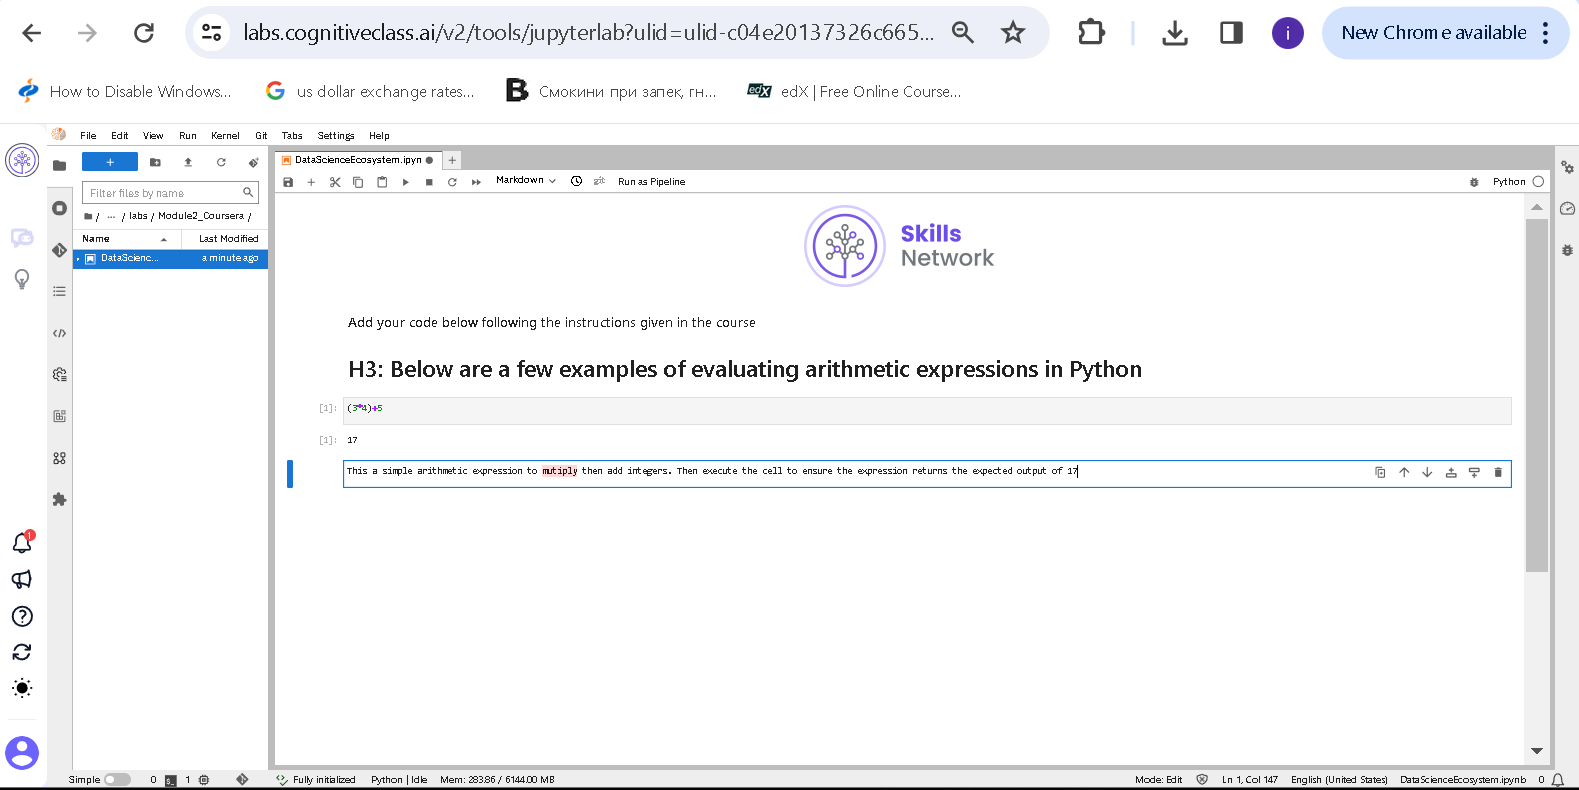 labs.cognitiveclass.ai/v2/tools/jupyterlab?ulid=ulid-c04e20137326c665...
i
New Chrome available
How to Disable Windows...
us dollar exchange rates...
Смокини при запек, гн...
edX | Free Online Course...
File Edit View Run Kernel Git Tabs Settings Help
DataScienceEcosystem.ipyn
Filter files by name
Markdown
git
Run as Pipeline
Python
/ ... / labs / Module2_Coursera /
Name Last Modified
DataScienc... a minute ago
Skills
Network
Add your code below following the instructions given in the course
H3: Below are a few examples of evaluating arithmetic expressions in Python
[1]: (3*4)+5
[1]: 17
This a simple arithmetic expression to mutiply then add integers. Then execute the cell to ensure the expression returns the expected output of 17
1
Simple 0 1 Fully initialized Python | Idle Mem: 283.86 / 6144.00 MB Mode: Edit Ln 1, Col 147 English (United States) DataScienceEcosystem.ipynb 0